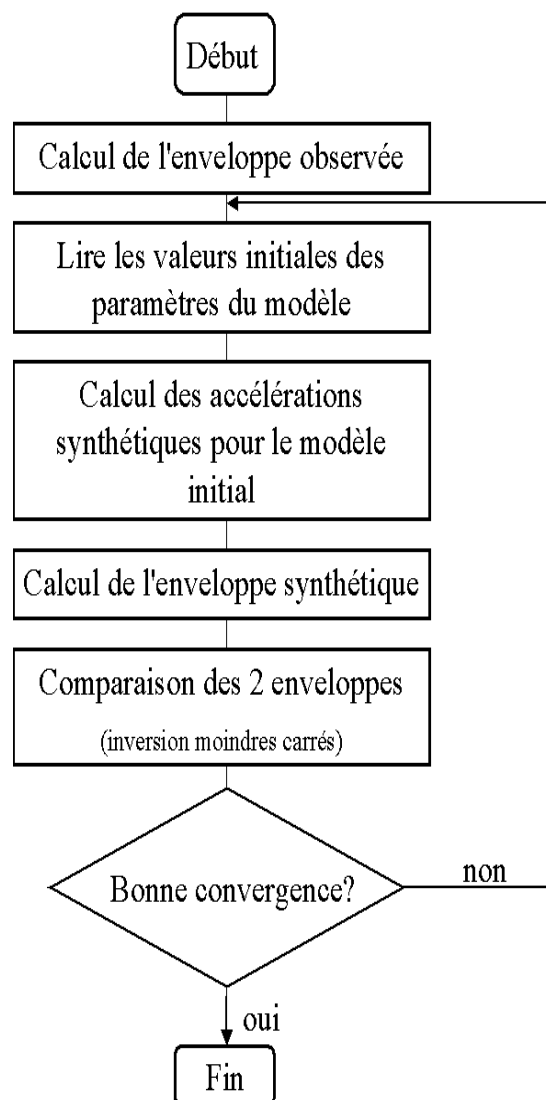 Début
Calcul de l'enveloppe observée
Lire les valeurs initiales des
paramètres du modèle
Calcul des accélérations
synthétiques pour le modèle
initial
Calcul de l'enveloppe synthétique
Comparaison des 2 enveloppes
(inversion moindres carrés)
Bonne convergence?
non
oui
Fin